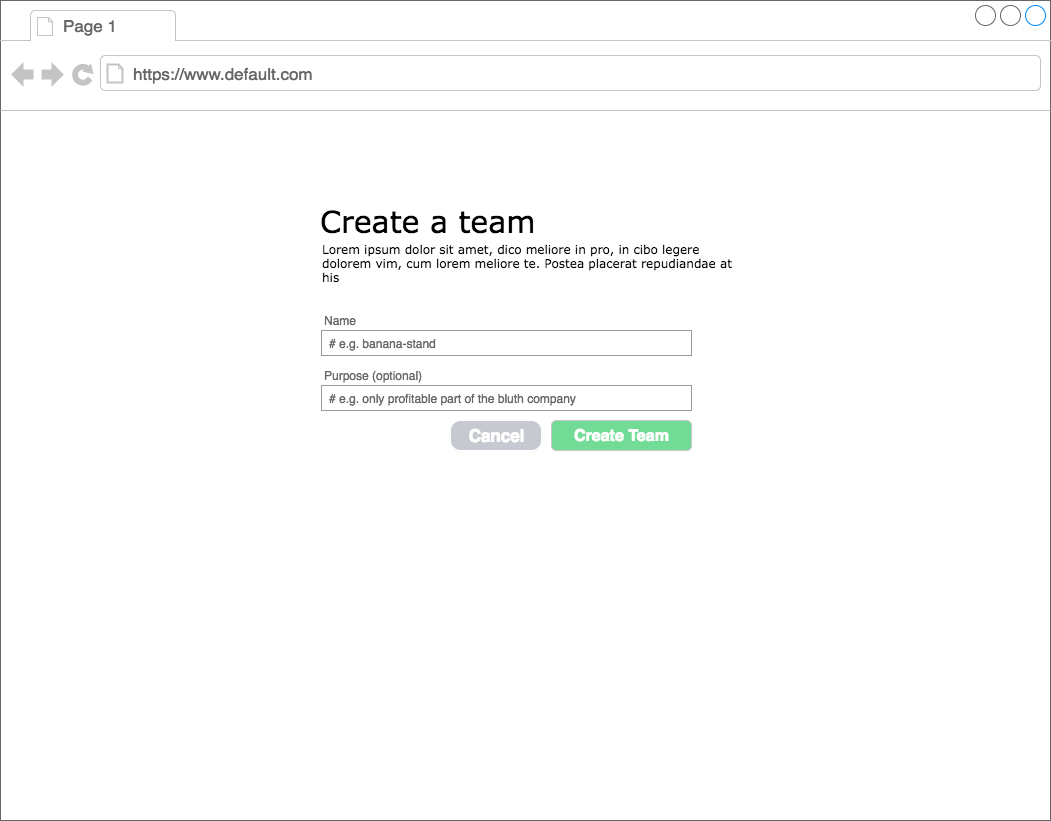 Page 1
https://www.default.com
Create a team
Lorem ipsum dolor sit amet, dico meliore in pro, in cibo legere
dolorem vim, cum lorem meliore te. Postea placerat repudiandae at
his
Name
# e.g. banana-stand
Purpose (optional)
# e.g. only profitable part of the bluth company
Cancel Create Team